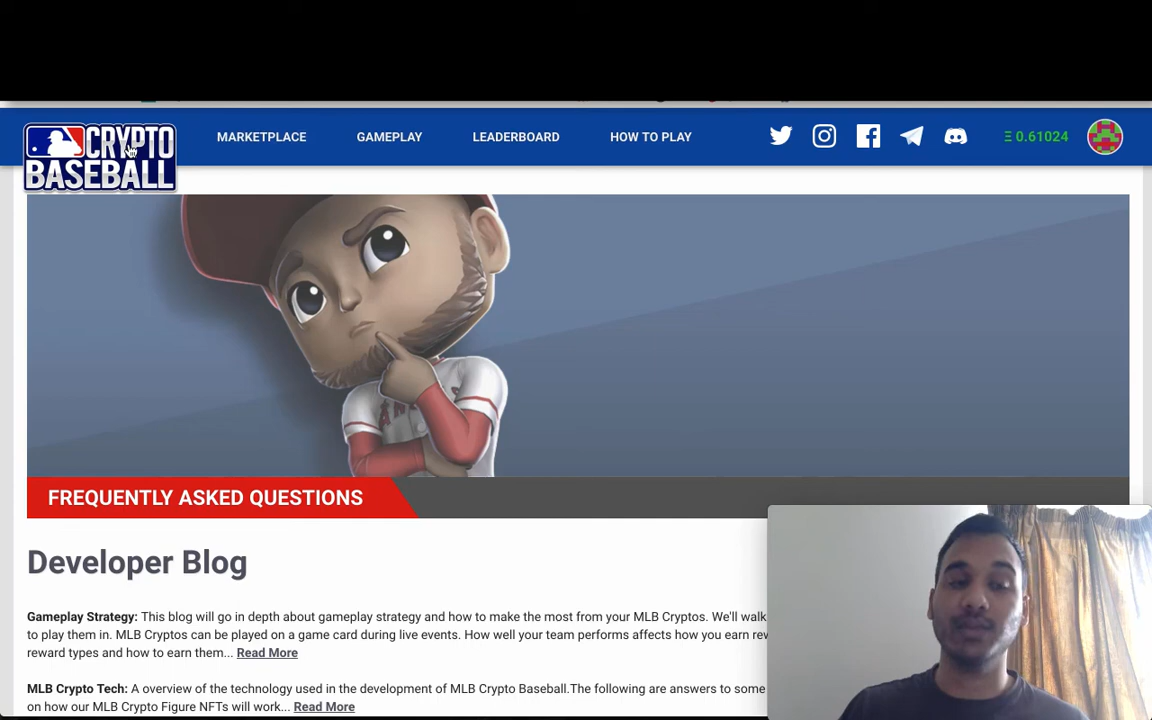 CRYPTO
BASEBALL
MARKETPLACE
GAMEPLAY
LEADERBOARD
HOW TO PLAY
Ξ 0.61024
FREQUENTLY ASKED QUESTIONS
Developer Blog
Gameplay Strategy: This blog will go in depth about gameplay strategy and how to make the most from your MLB Cryptos. We'll walk
to play them in. MLB Cryptos can be played on a game card during live events. How well your team performs affects how you earn
reward types and how to earn them... Read More
MLB Crypto Tech: A overview of the technology used in the development of MLB Crypto Baseball.The following are answers to some
on how our MLB Crypto Figure NFTs will work... Read More